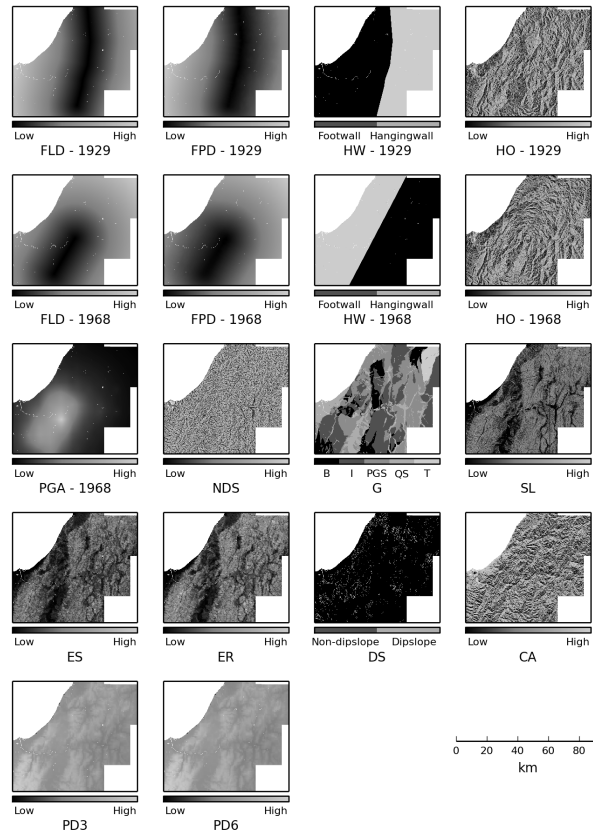 Low High Low High Footwall Hangingwall Low High
FLD - 1929 FPD - 1929 HW - 1929 HO - 1929
Low High Low High Footwall Hangingwall Low High
FLD - 1968 FPD - 1968 HW - 1968 HO - 1968
Low High Low High B I PGS QS T Low High
PGA - 1968 NDS G SL
Low High Low High Non-dipslope Dipslope Low High
ES ER DS CA
0 20 40 60 80
km
Low High Low High
PD3 PD6